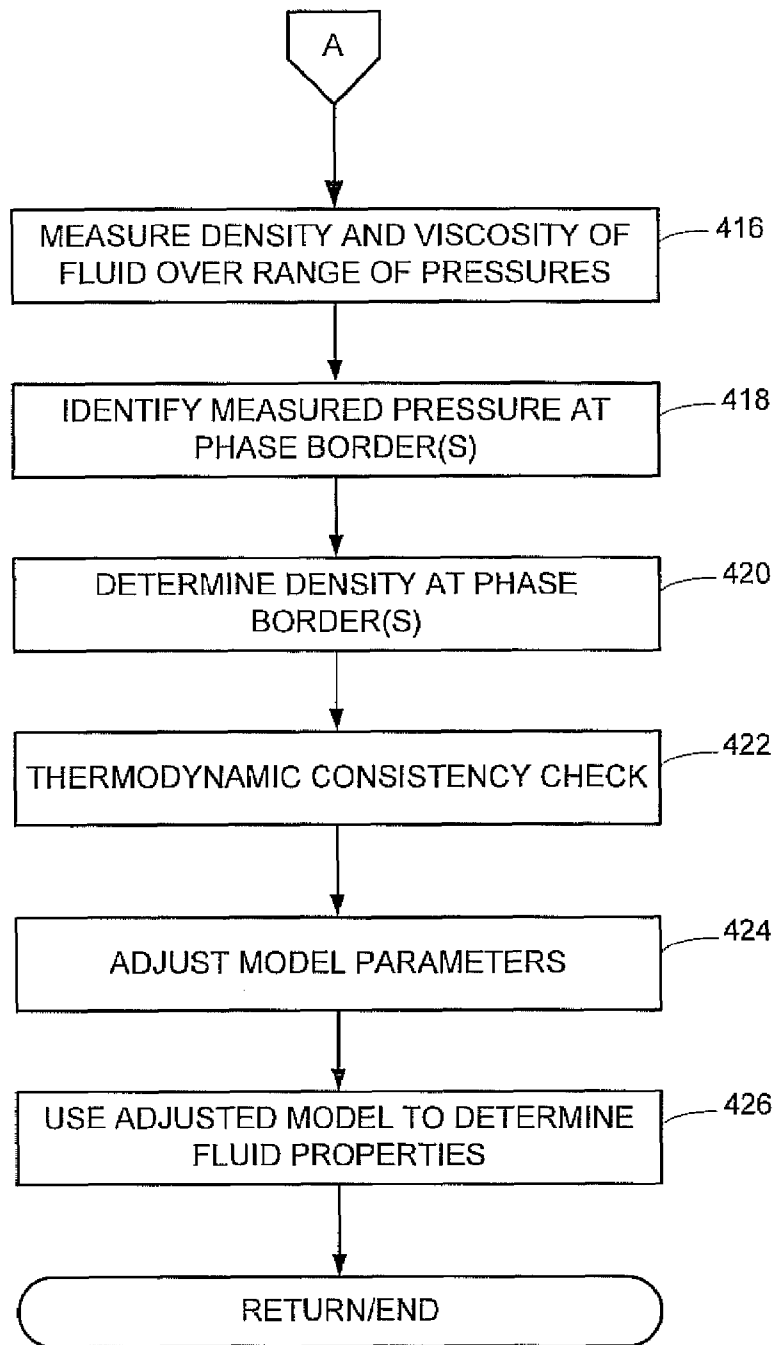 A
MEASURE DENSITY AND VISCOSITY OF
FLUID OVER RANGE OF PRESSURES
416
IDENTIFY MEASURED PRESSURE AT
PHASE BORDER(S)
418
DETERMINE DENSITY AT PHASE
BORDER(S)
420
THERMODYNAMIC CONSISTENCY CHECK
422
ADJUST MODEL PARAMETERS
424
USE ADJUSTED MODEL TO DETERMINE
FLUID PROPERTIES
426
RETURN/END